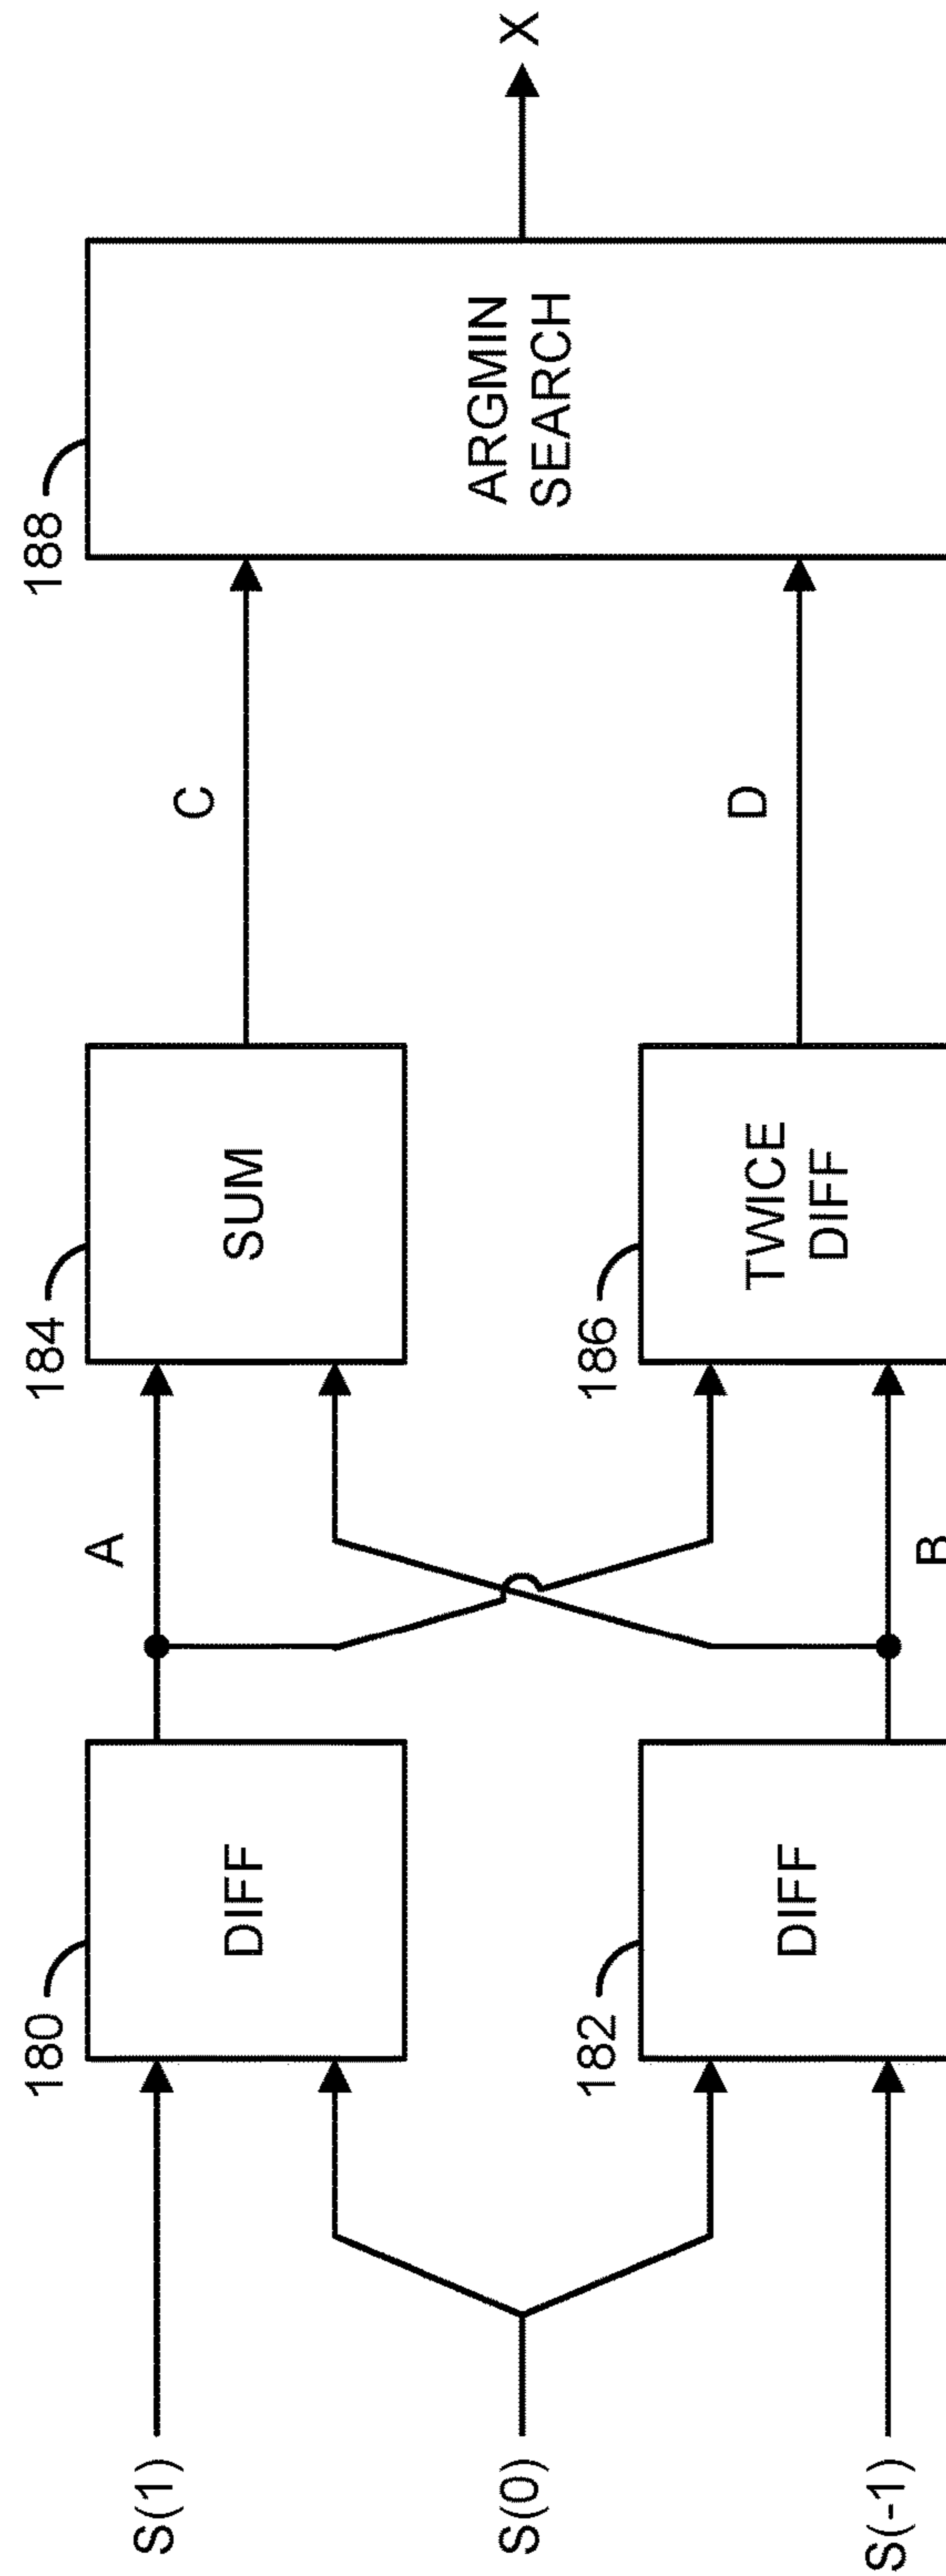 S(1)
S(0)
S(-1)
180
DIFF
182
DIFF
A
B
184
SUM
186
TWICE
DIFF
C
D
188
ARGMIN
SEARCH
X